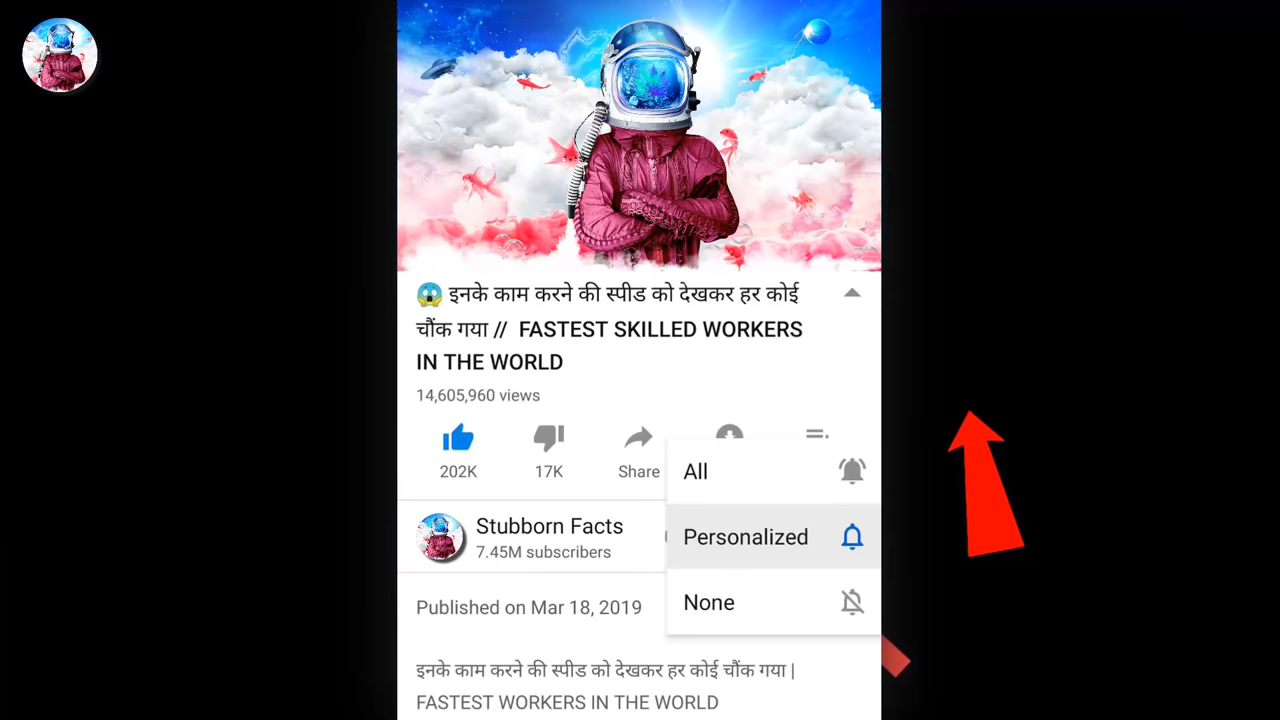 😱 इनके काम करने की स्पीड को देखकर हर कोई
चौंक गया // FASTEST SKILLED WORKERS
IN THE WORLD
14,605,960 views
202K
17K
Share
All
Personalized
None
Stubborn Facts
7.45M subscribers
Published on Mar 18, 2019
इनके काम करने की स्पीड को देखकर हर कोई चौंक गया |
FASTEST WORKERS IN THE WORLD